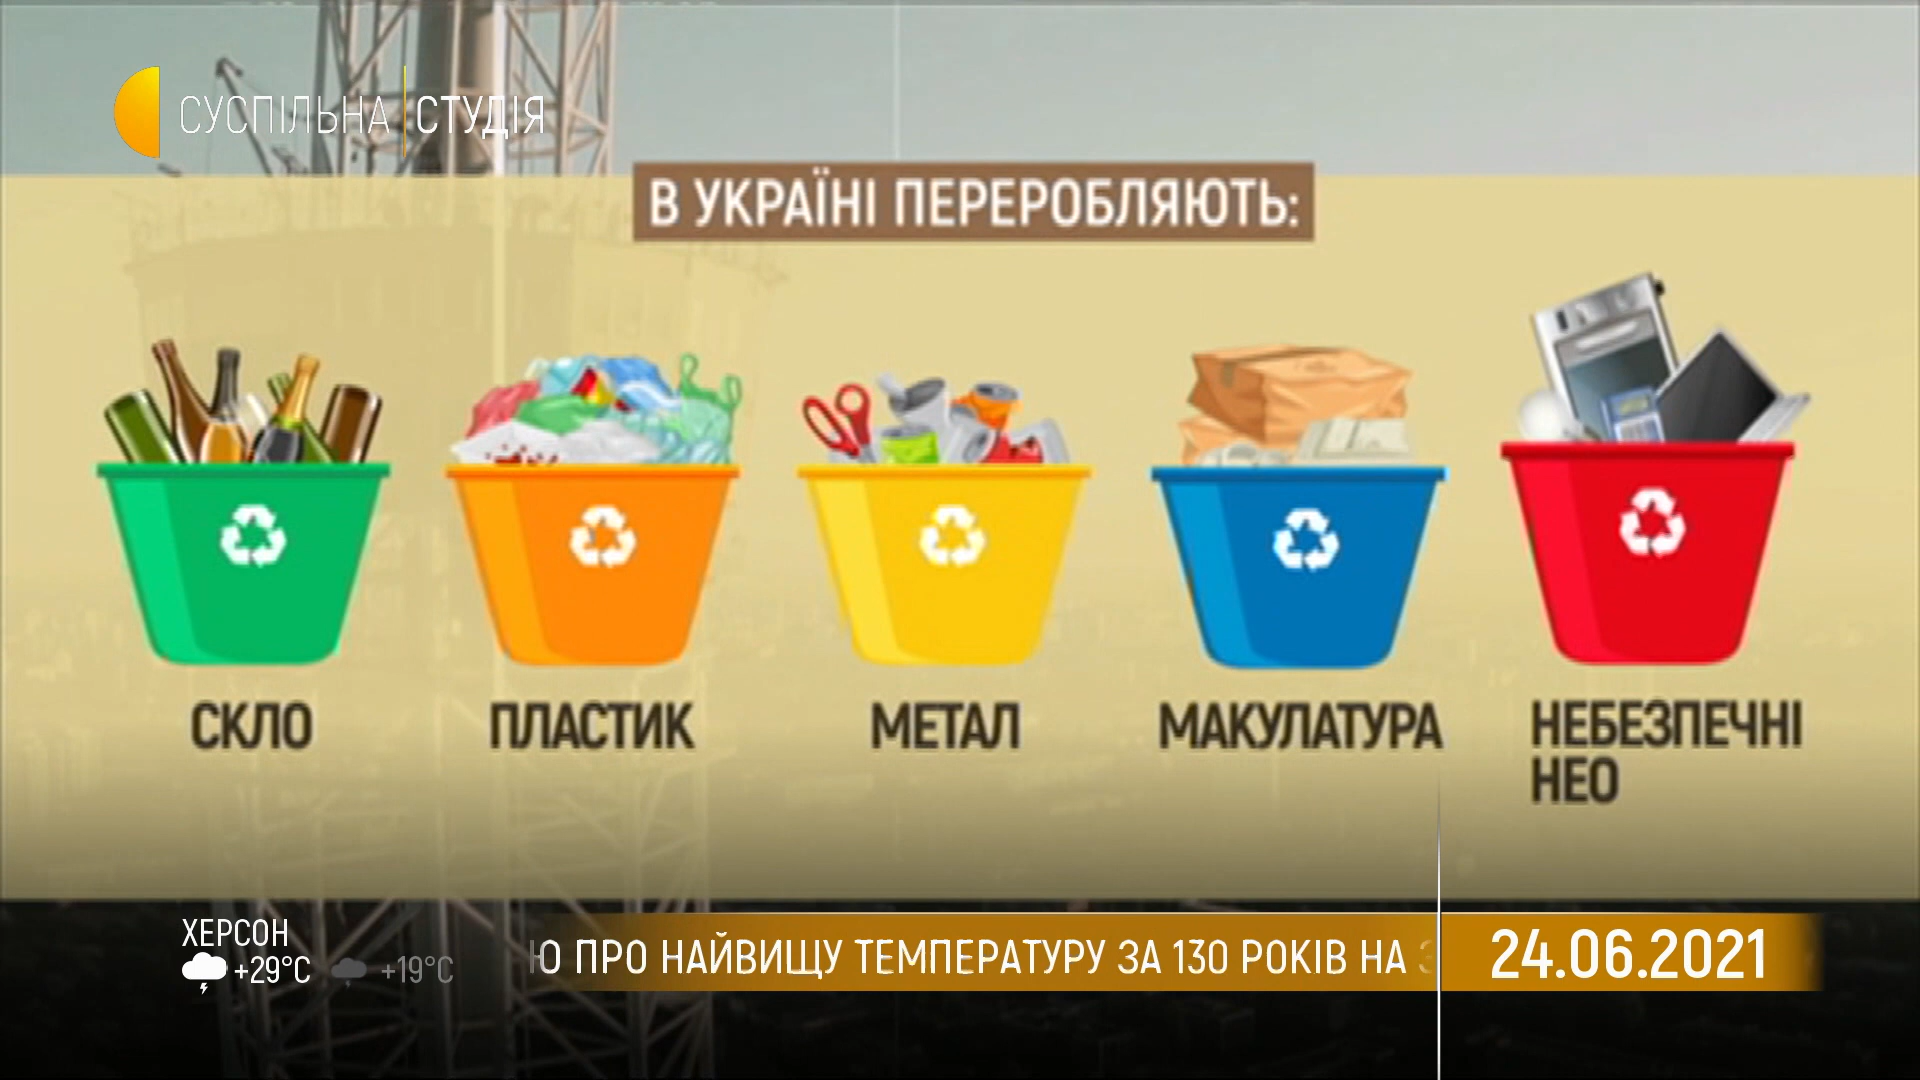 СУСПІЛЬНА СТУДІЯ
В УКРАЇНІ ПЕРЕРОБЛЯЮТЬ:
СКЛО
ПЛАСТИК
МЕТАЛ
МАКУЛАТУРА
НЕБЕЗПЕЧНІ
НЕО
ХЕРСОН
+29°C +19°C
Ю ПРО НАЙВИЩУ ТЕМПЕРАТУРУ ЗА 130 РОКІВ НА
24.06.2021